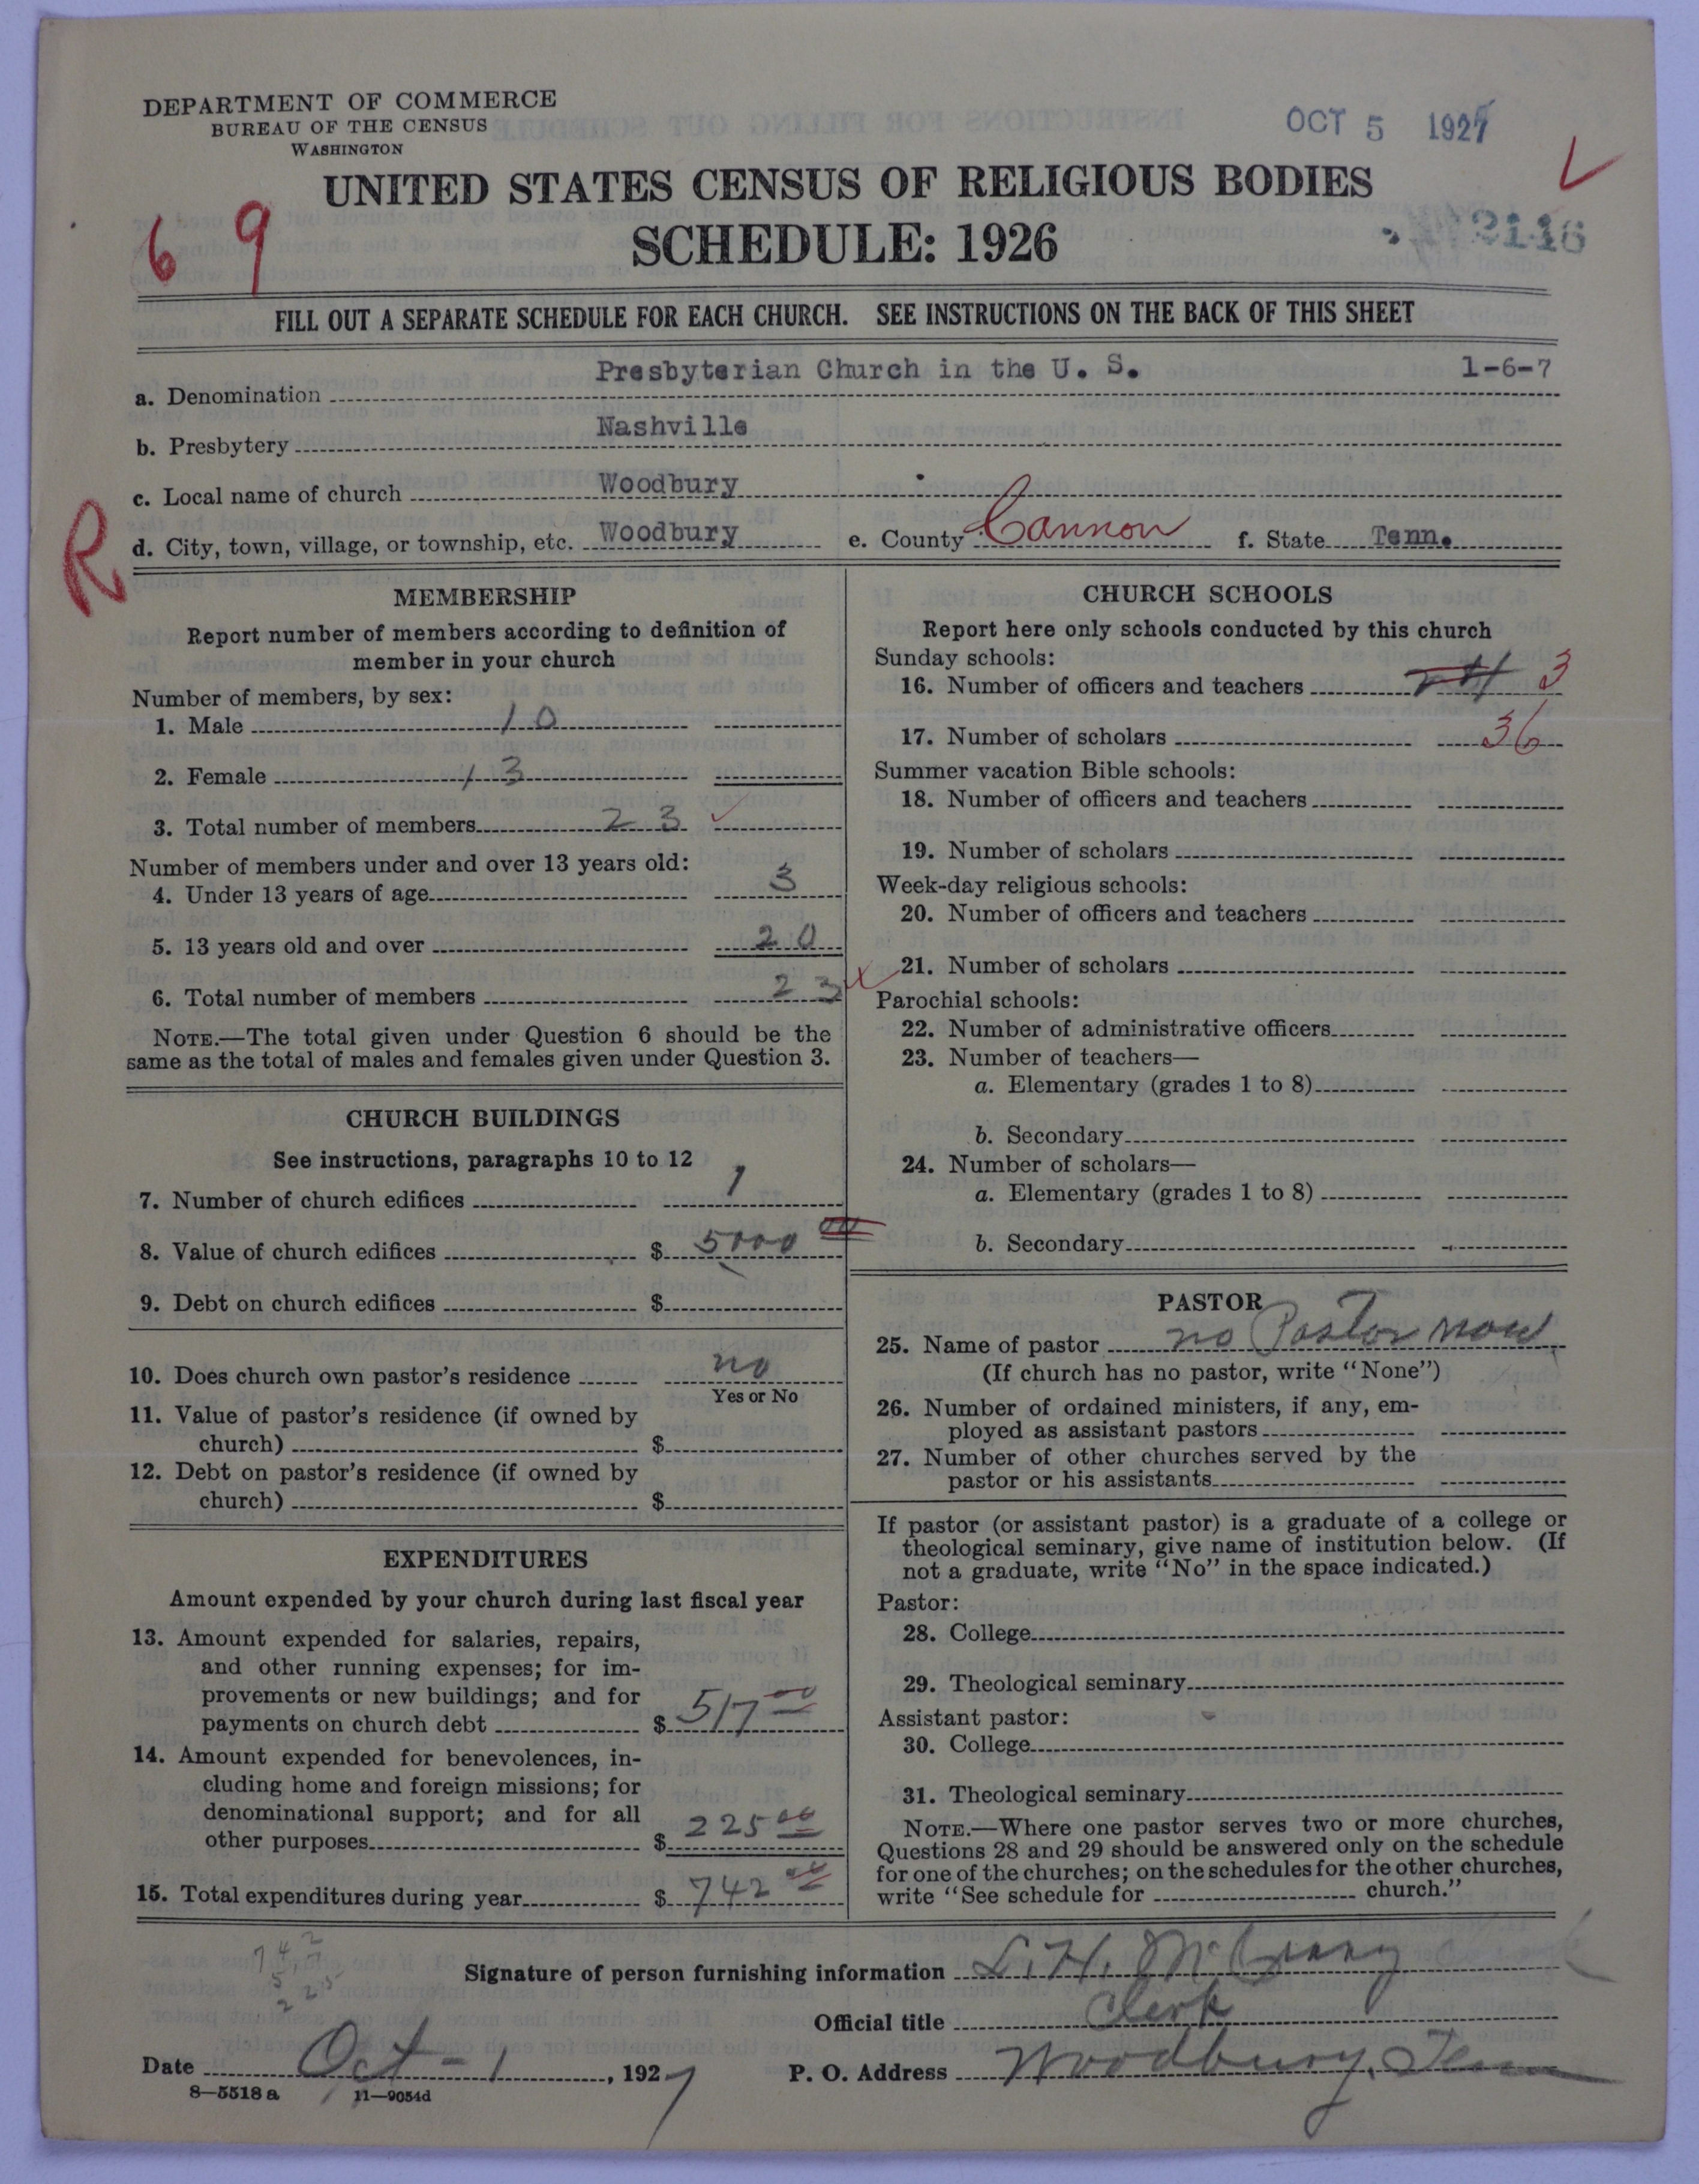 DEPARTMENT OF COMMERCE
BUREAU OF THE CENSUS
WASHINGTON
OCT 5 1927
UNITED STATES CENSUS OF RELIGIOUS BODIES
SCHEDULE: 1926
69
FILL OUT A SEPARATE SCHEDULE FOR EACH CHURCH. SEE INSTRUCTIONS ON THE BACK OF THIS SHEET
a. Denomination Presbyterian Church in the U. S. 1-6-7
b. Presbytery Nashville
c. Local name of church Woodbury
R
d. City, town, village, or township, etc. Woodbury e. County Cannon f. State Tenn.
MEMBERSHIP
Report number of members according to definition of
member in your church
Number of members, by sex:
1. Male 10
2. Female 13
3. Total number of members 23
Number of members under and over 13 years old:
4. Under 13 years of age 3
5. 13 years old and over 20
6. Total number of members 23
NOTE.—The total given under Question 6 should be the
same as the total of males and females given under Question 3.
CHURCH BUILDINGS
See instructions, paragraphs 10 to 12
7. Number of church edifices 1
8. Value of church edifices $ 5000 00
9. Debt on church edifices $
10. Does church own pastor's residence no
Yes or No
11. Value of pastor's residence (if owned by
church) $
12. Debt on pastor's residence (if owned by
church) $
EXPENDITURES
Amount expended by your church during last fiscal year
13. Amount expended for salaries, repairs,
and other running expenses; for im-
provements or new buildings; and for
payments on church debt $ 517 00
14. Amount expended for benevolences, in-
cluding home and foreign missions; for
denominational support; and for all
other purposes $ 225 00
15. Total expenditures during year $ 742 00
CHURCH SCHOOLS
Report here only schools conducted by this church
Sunday schools:
16. Number of officers and teachers 3
17. Number of scholars 36
Summer vacation Bible schools:
18. Number of officers and teachers
19. Number of scholars
Week-day religious schools:
20. Number of officers and teachers
21. Number of scholars
Parochial schools:
22. Number of administrative officers
23. Number of teachers—
a. Elementary (grades 1 to 8)
b. Secondary
24. Number of scholars—
a. Elementary (grades 1 to 8)
b. Secondary
PASTOR
25. Name of pastor no Pastor now
(If church has no pastor, write "None")
26. Number of ordained ministers, if any, em-
ployed as assistant pastors
27. Number of other churches served by the
pastor or his assistants
If pastor (or assistant pastor) is a graduate of a college or
theological seminary, give name of institution below. (If
not a graduate, write "No" in the space indicated.)
Pastor:
28. College
29. Theological seminary
Assistant pastor:
30. College
31. Theological seminary
NOTE.—Where one pastor serves two or more churches,
Questions 28 and 29 should be answered only on the schedule
for one of the churches; on the schedules for the other churches,
write "See schedule for church."
Signature of person furnishing information L. H.
Official title Clerk
Date Oct - 1, 1927 P. O. Address Woodbury, Tenn
8—5518a 11—9054d